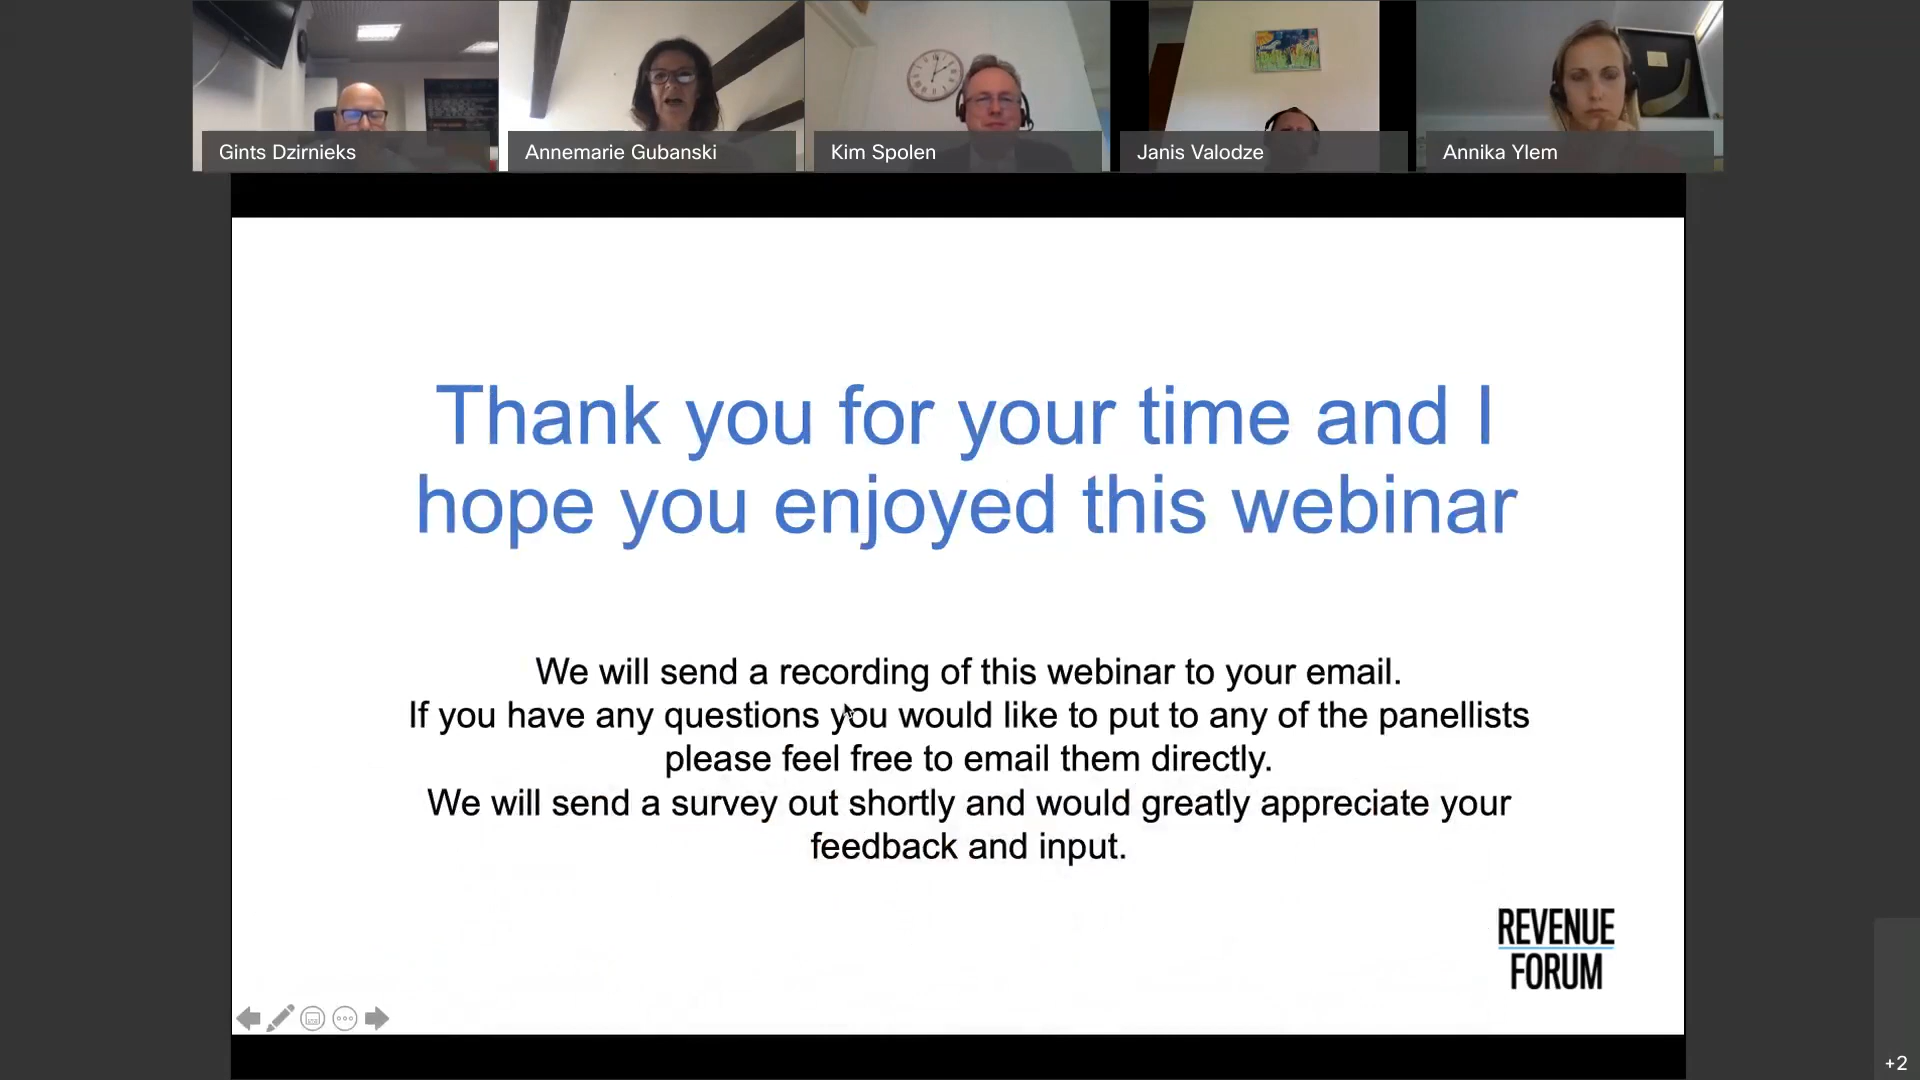 Gints Dzirnieks
Annemarie Gubanski
Kim Spolen
Janis Valodze
Annika Ylem
Thank you for your time and I
hope you enjoyed this webinar
We will send a recording of this webinar to your email.
If you have any questions you would like to put to any of the panellists
please feel free to email them directly.
We will send a survey out shortly and would greatly appreciate your
feedback and input.
REVENUE
FORUM
+2